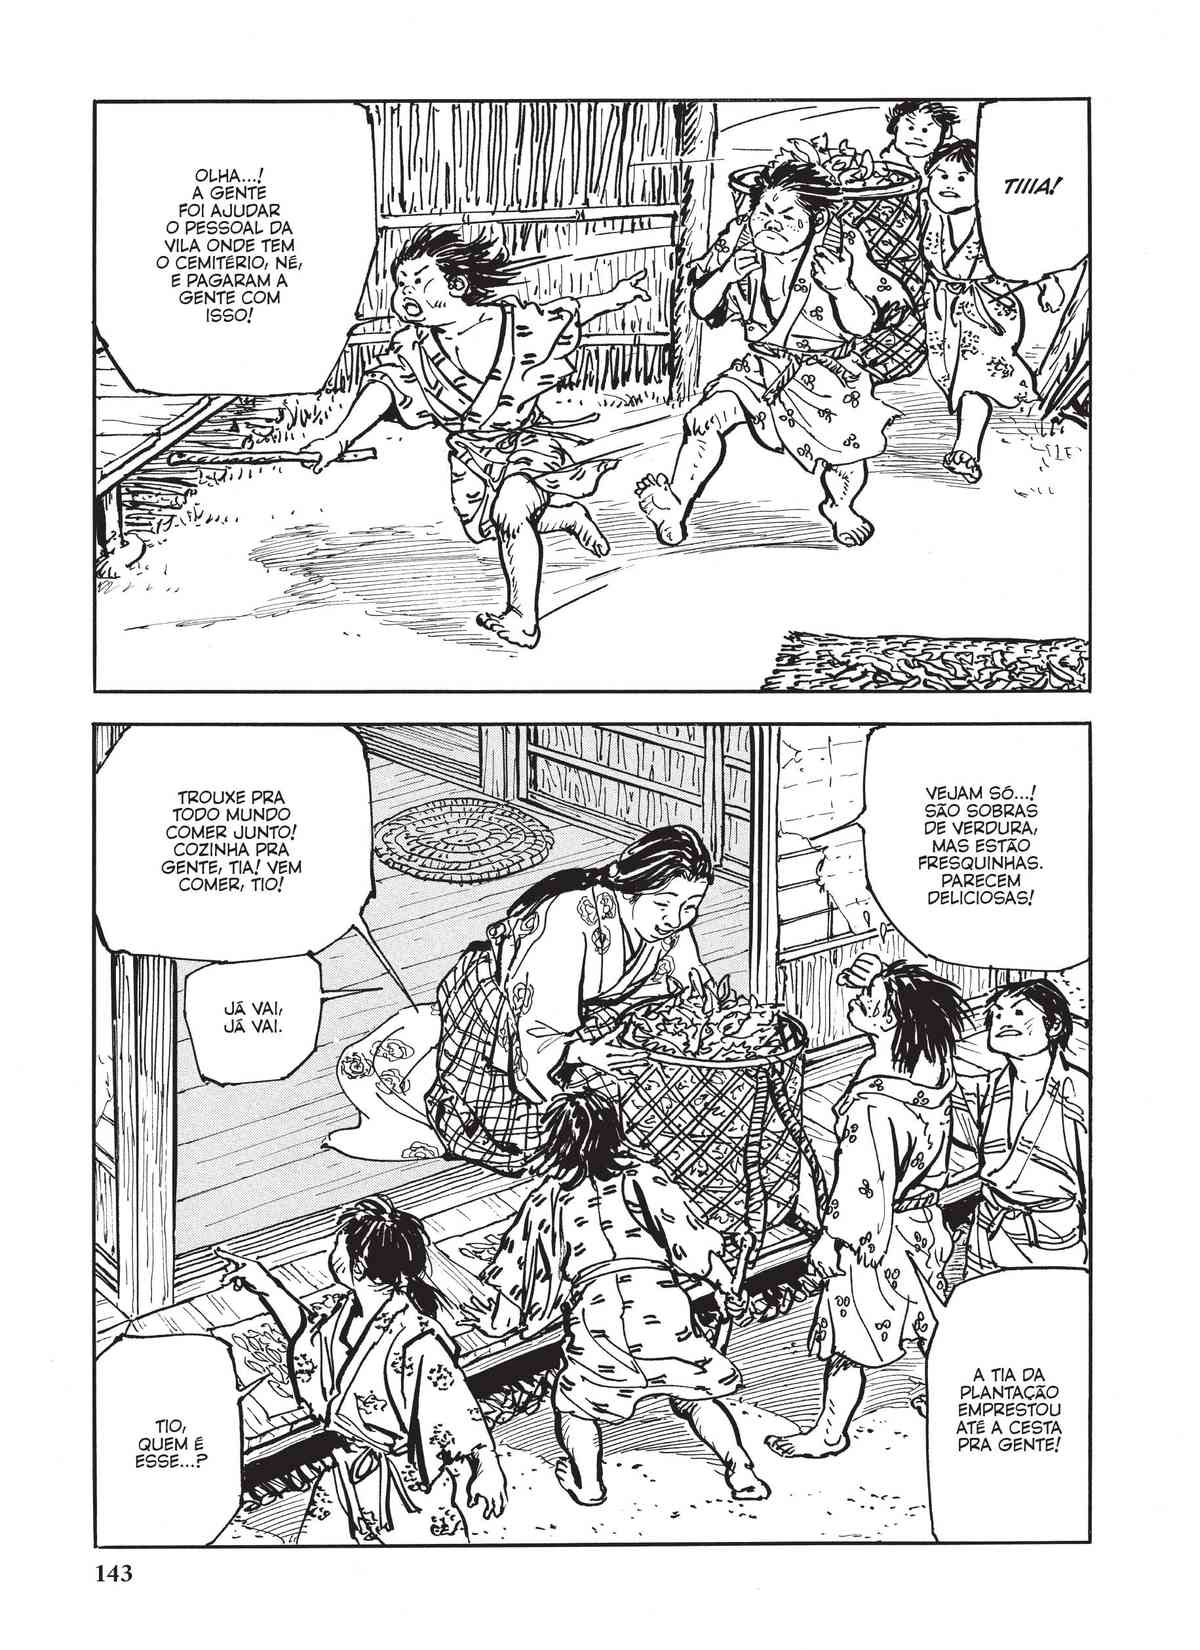 TIIIA!
OLHA...!
A GENTE
FOI AJUDAR
O PESSOAL DA
VILA ONDE TEM
O CEMITÉRIO, NÉ,
E PAGARAM A
GENTE COM
ISSO!
VEJAM SÓ...!
SÃO SOBRAS
DE VERDURA,
MAS ESTÃO
FRESQUINHAS.
PARECEM
DELICIOSAS!
TROUXE PRA
TODO MUNDO
COMER JUNTO!
COZINHA PRA
GENTE, TIA! VEM
COMER, TIO!
JÁ VAI,
JÁ VAI.
A TIA DA
PLANTAÇÃO
EMPRESTOU
ATÉ A CESTA
PRA GENTE!
TIO,
QUEM É
ESSE...?
143